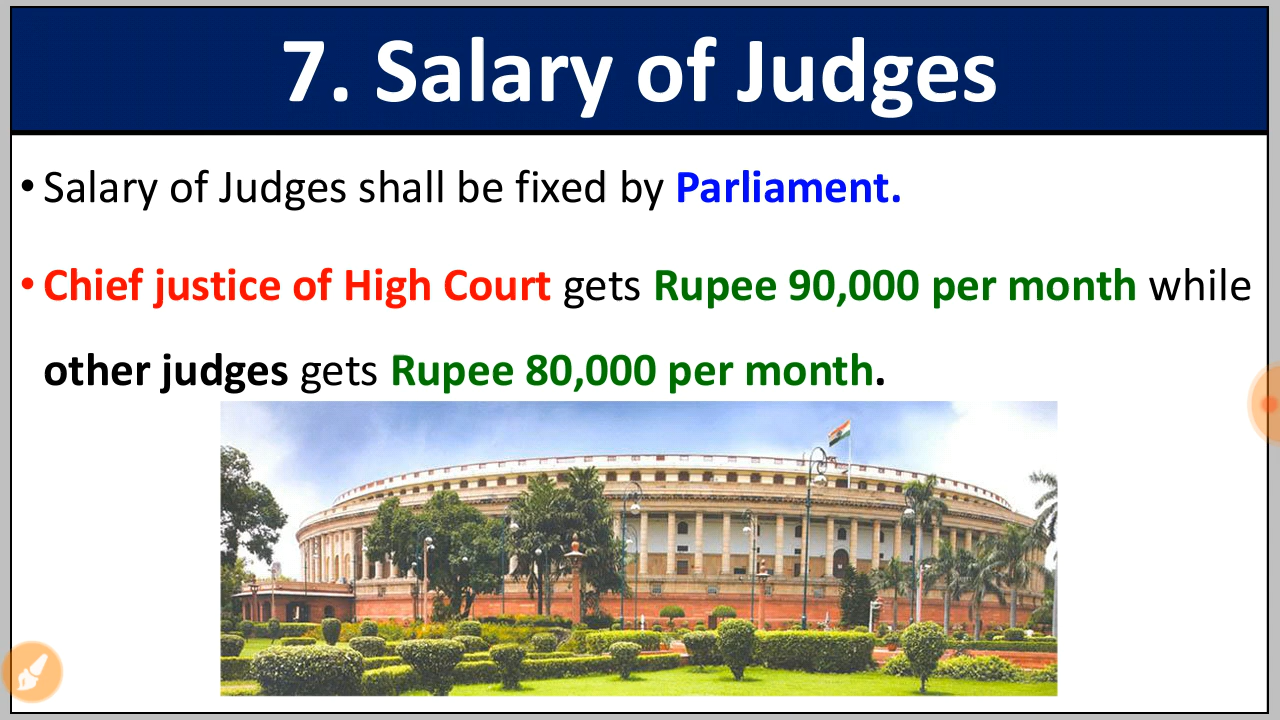 7. Salary of Judges
• Salary of Judges shall be fixed by Parliament.
• Chief justice of High Court gets Rupee 90,000 per month while
other judges gets Rupee 80,000 per month.